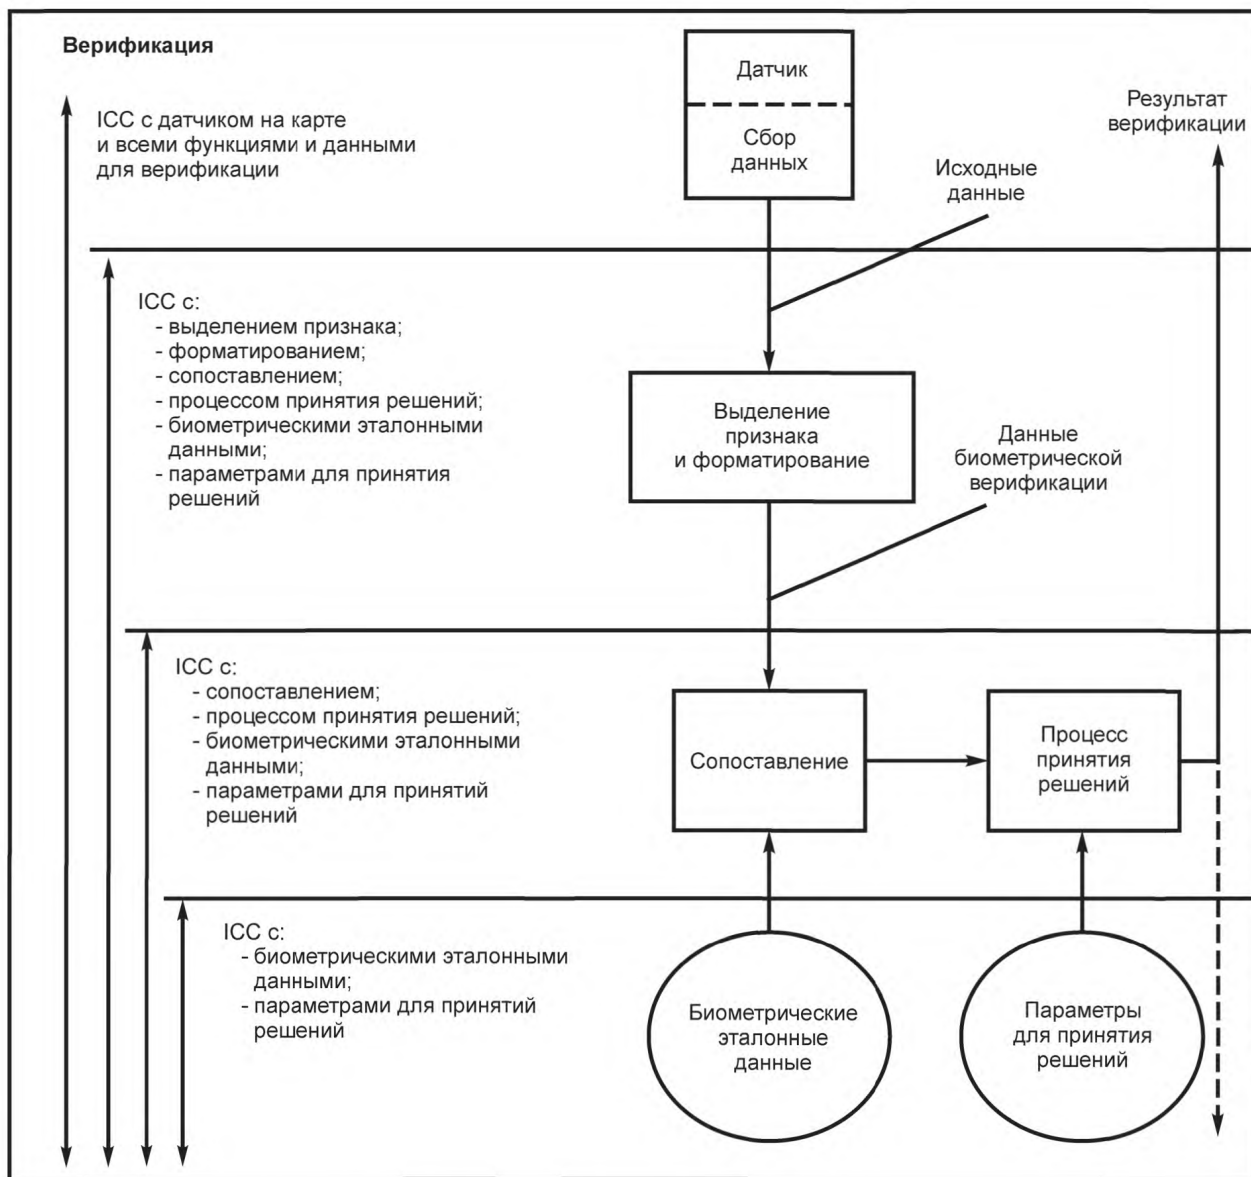 Верификация
ICC с датчиком на карте
и всеми функциями и данными
для верификации
Датчик
Сбор
данных
Исходные
данные
Результат
верификации
ICC с:
- выделением признака;
- форматированием;
- сопоставлением;
- процессом принятия решений;
- биометрическими эталонными
данными;
- параметрами для принятия
решений
Выделение
признака
и форматирование
Данные
биометрической
верификации
ICC с:
- сопоставлением;
- процессом принятия решений;
- биометрическими эталонными
данными;
- параметрами для принятий
решений
Сопоставление
Процесс
принятия
решений
ICC с:
- биометрическими эталонными
данными;
- параметрами для принятий
решений
Биометрические
эталонные
данные
Параметры
для принятия
решений